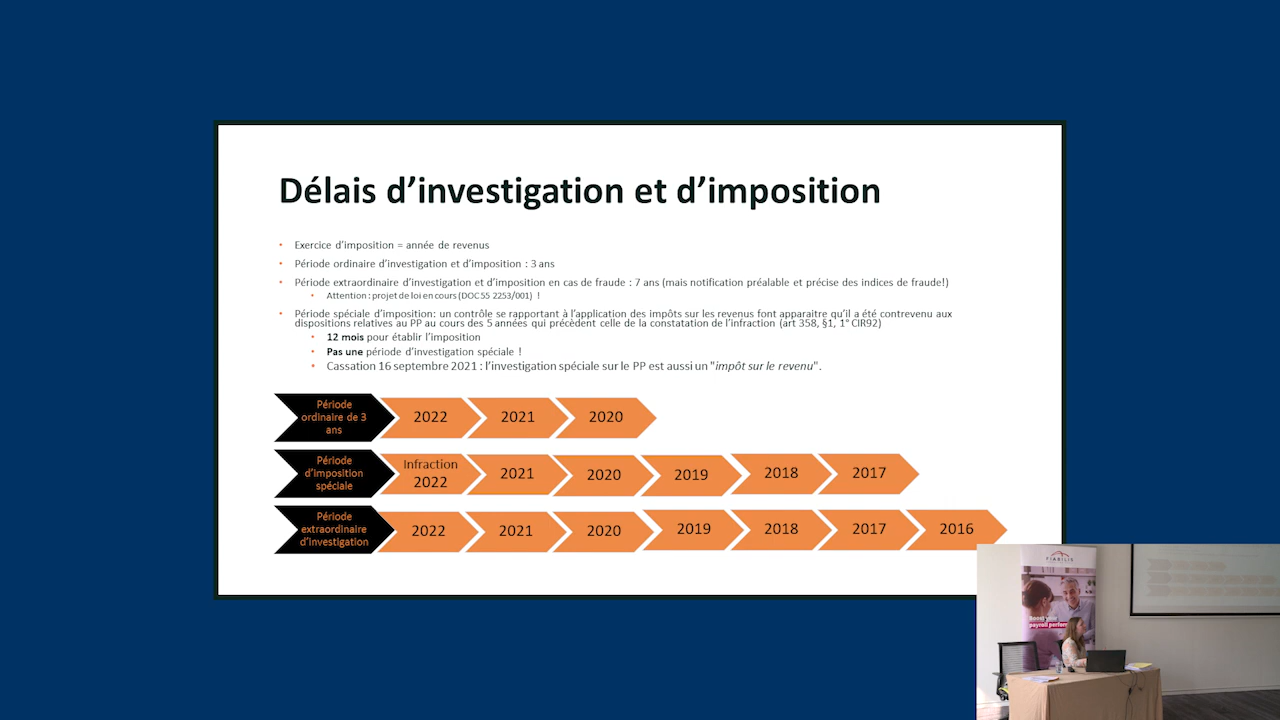 Délais d'investigation et d'imposition
• Exercice d'imposition = année de revenus
• Période ordinaire d'investigation et d'imposition : 3 ans
• Période extraordinaire d'investigation et d'imposition en cas de fraude : 7 ans (mais notification préalable et précise des indices de fraude!)
• Attention : projet de loi en cours (DOC 55 2253/001) !
• Période spéciale d'imposition: un contrôle se rapportant à l'application des impôts sur les revenus font apparaitre qu'il a été contrevenu aux
dispositions relatives au PP au cours des 5 années qui précèdent celle de la constatation de l'infraction (art 358, §1, 1° CIR92)
• 12 mois pour établir l'imposition
• Pas une période d'investigation spéciale !
• Cassation 16 septembre 2021 : l'investigation spéciale sur le PP est aussi un "impôt sur le revenu".
Période
ordinaire de 3
ans
2022 2021 2020
Période
d'imposition
spéciale
Infraction
2022 2021 2020 2019 2018 2017
Période
extraordinaire
d'investigation
2022 2021 2020 2019 2018 2017 2016
FIABILIS
Boost your
payroll perform